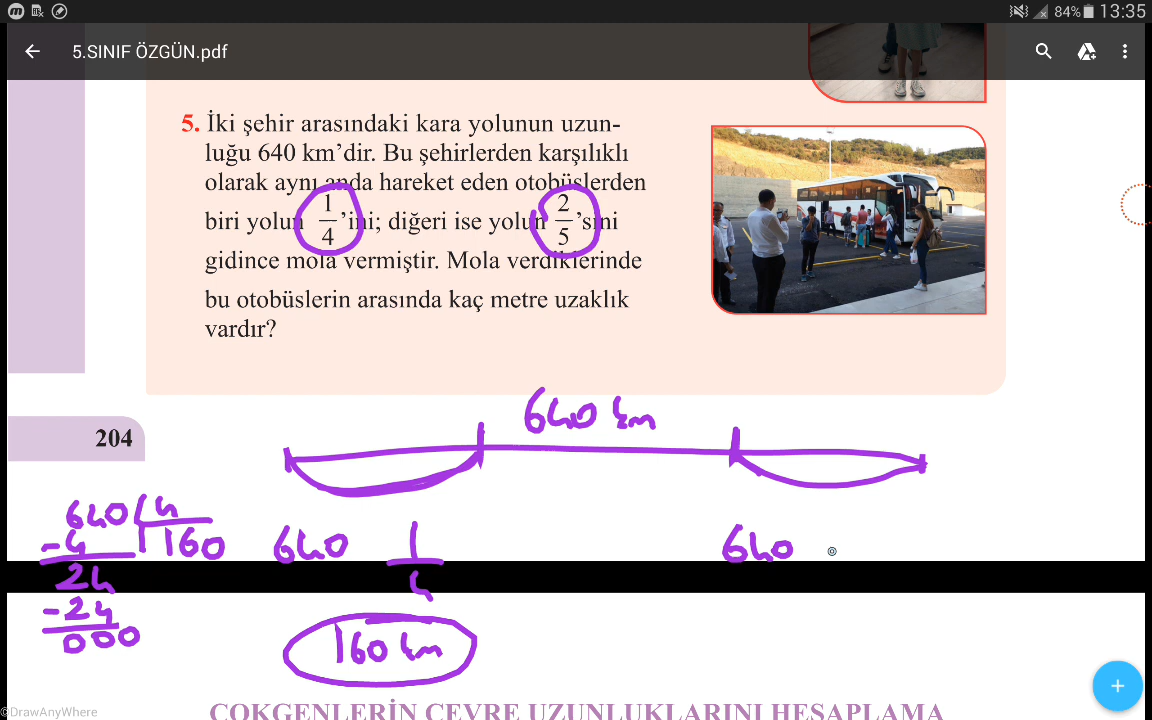 84% 13:35
5.SINIF ÖZGÜN.pdf
5. İki şehir arasındaki kara yolunun uzun-
luğu 640 km’dir. Bu şehirlerden karşılıklı
olarak aynı anda hareket eden otobüslerden
biri yolun 1/4 ’ini; diğeri ise yolun 2/5 ’sini
gidince mola vermiştir. Mola verdiklerinde
bu otobüslerin arasında kaç metre uzaklık
vardır?
640 km
204
640 4
-4 160
24
-24
000
640 1/4
640
160 km
©DrawAnyWhere
ÇOKGENLERİN ÇEVRE UZUNLUKLARINI HESAPLAMA